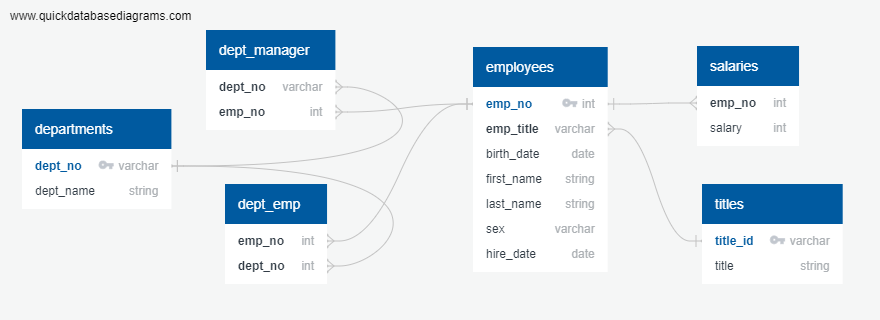 www.quickdatabasediagrams.com
dept_manager
dept_no varchar
emp_no int
departments
dept_no varchar
dept_name string
dept_emp
emp_no int
dept_no int
employees
emp_no int
emp_title varchar
birth_date date
first_name string
last_name string
sex varchar
hire_date date
salaries
emp_no int
salary int
titles
title_id varchar
title string